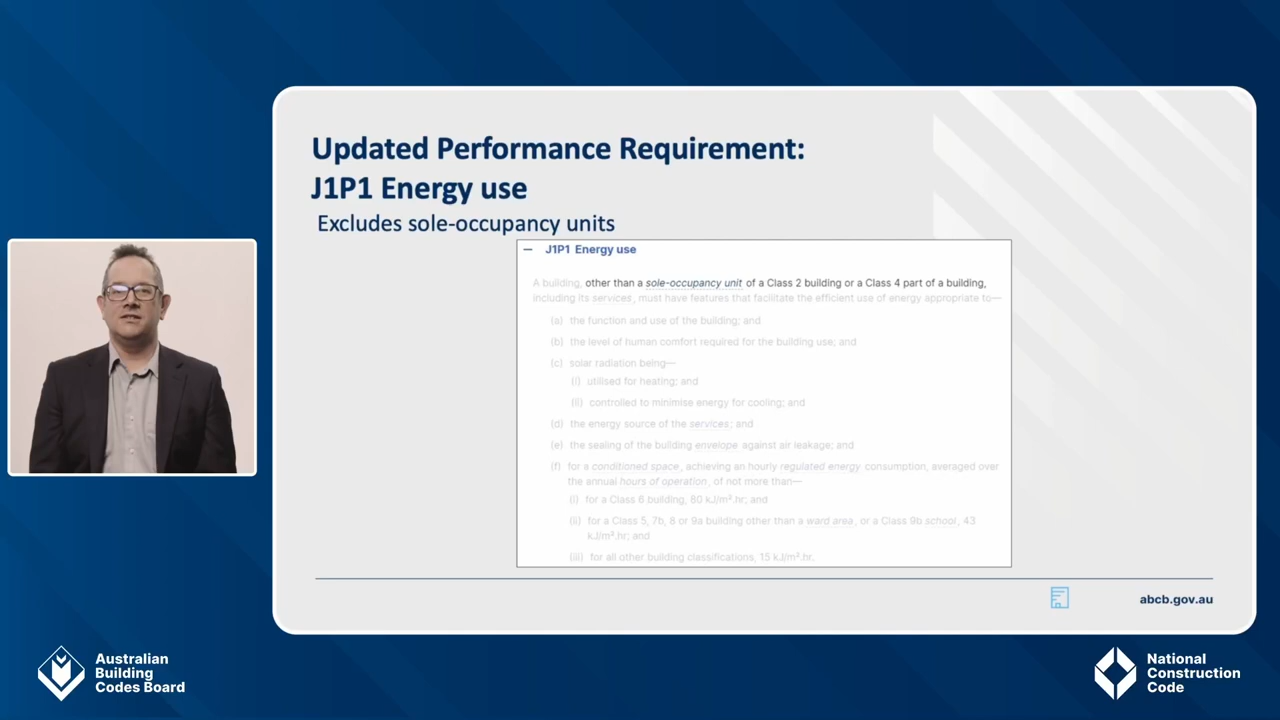 Updated Performance Requirement:
J1P1 Energy use
Excludes sole-occupancy units
— J1P1 Energy use
A building, other than a sole-occupancy unit of a Class 2 building or a Class 4 part of a building,
including its services, must have features that facilitate the efficient use of energy appropriate to—
(a) the function and use of the building; and
(b) the level of human comfort required for the building use; and
(c) solar radiation being—
(i) utilised for heating; and
(ii) controlled to minimise energy for cooling; and
(d) the energy source of the services; and
(e) the sealing of the building envelope against air leakage; and
(f) for a conditioned space, achieving an hourly regulated energy consumption, averaged over
the annual hours of operation, of not more than—
(i) for a Class 6 building, 80 kJ/m².hr; and
(ii) for a Class 5, 7b, 8 or 9a building other than a ward area, or a Class 9b school, 43
kJ/m².hr; and
(iii) for all other building classifications, 15 kJ/m².hr.
abcb.gov.au
Australian
Building
Codes Board
National
Construction
Code